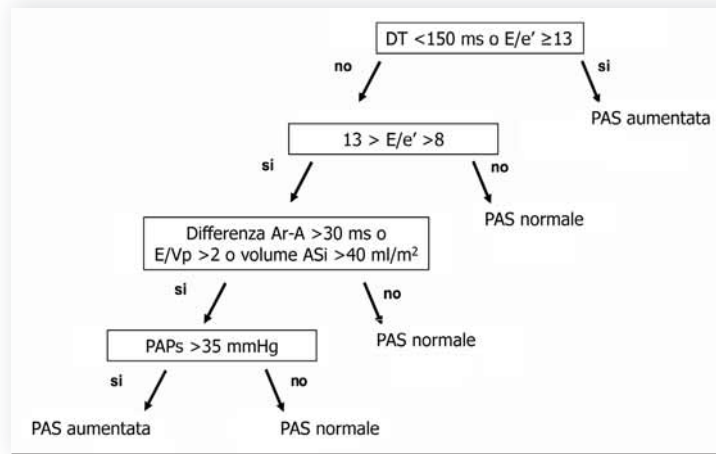 DT <150 ms o E/e' ≥13
no
si
PAS aumentata
13 > E/e' >8
si
no
PAS normale
Differenza Ar-A >30 ms o
E/Vp >2 o volume ASi >40 ml/m²
si
no
PAS normale
PAPs >35 mmHg
si
no
PAS aumentata
PAS normale